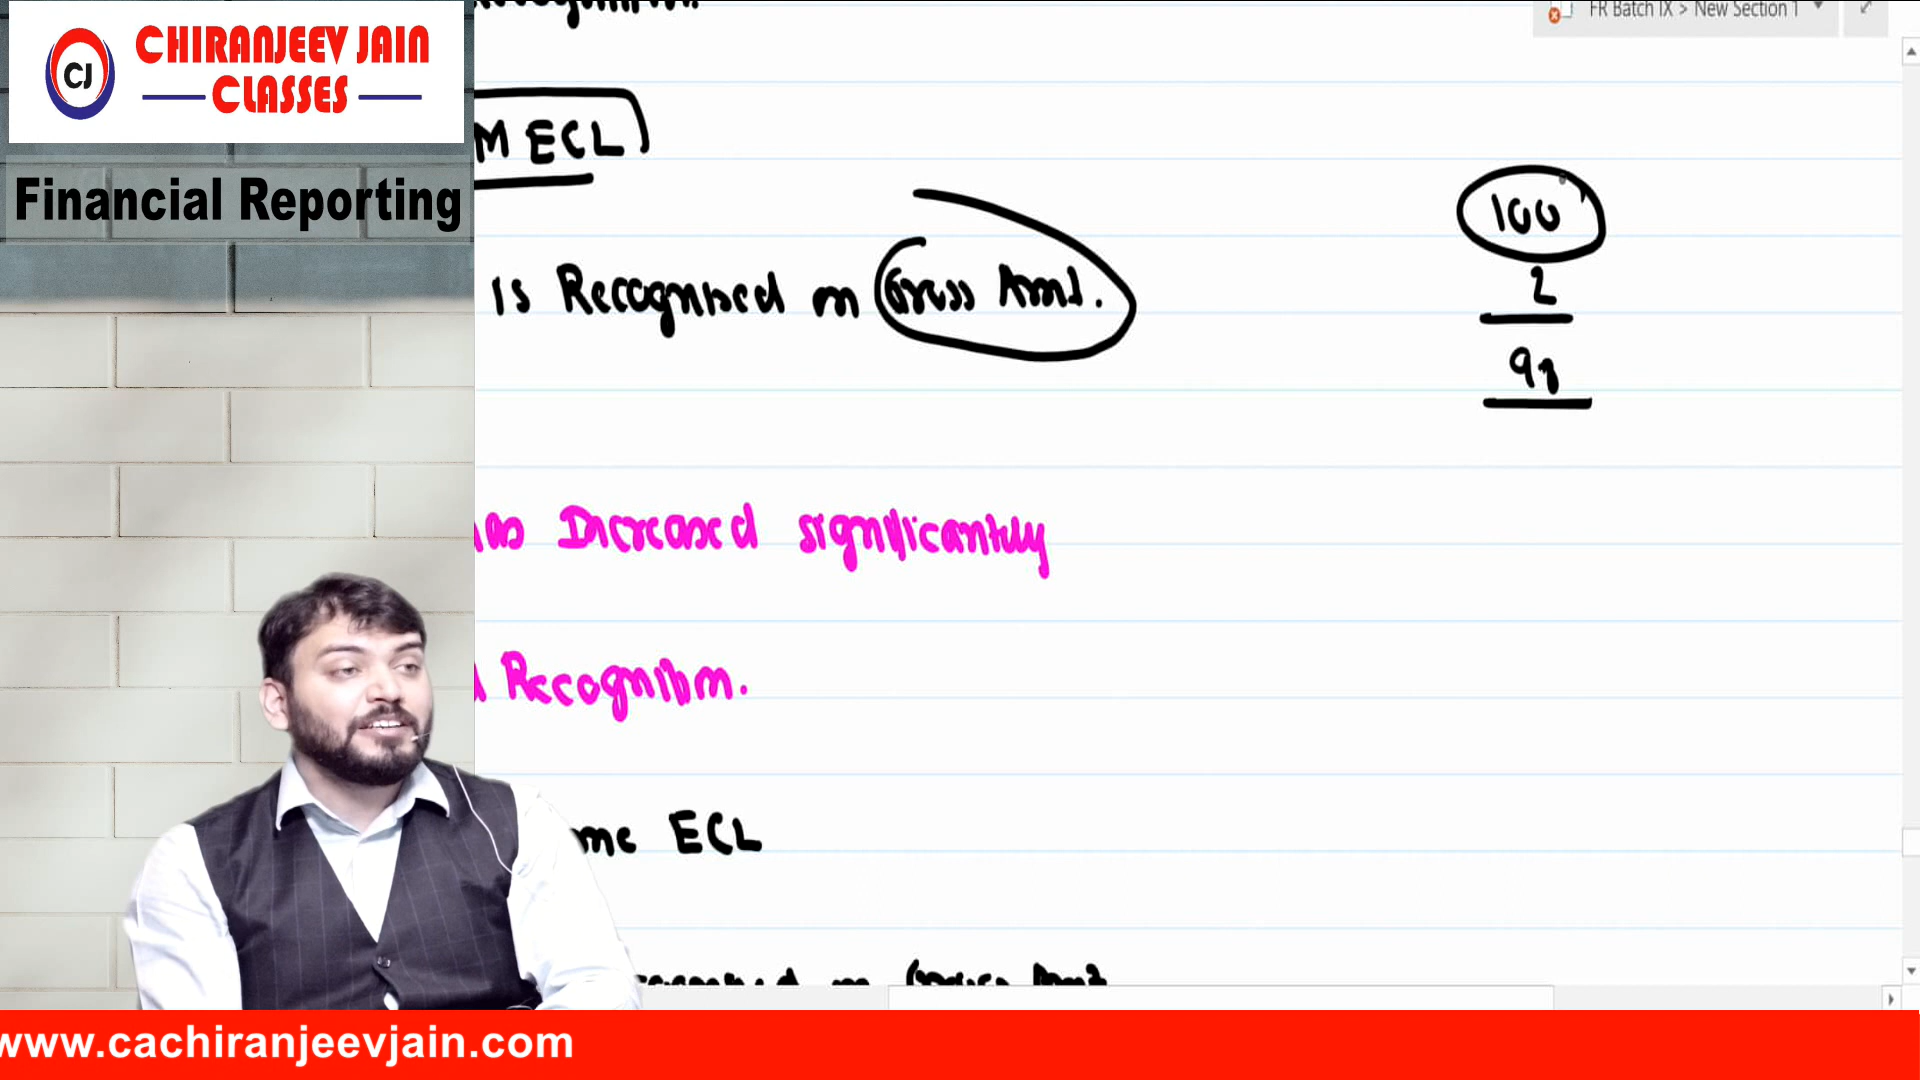 FR Batch IX > New Section 1
CHIRANJEEV JAIN
CLASSES
CJ
Financial Reporting
M ECL
100
is Recognised on Gross Amt.
2
98
Increased significantly
Recognition.
ECL
www.cachiranjeevjain.com